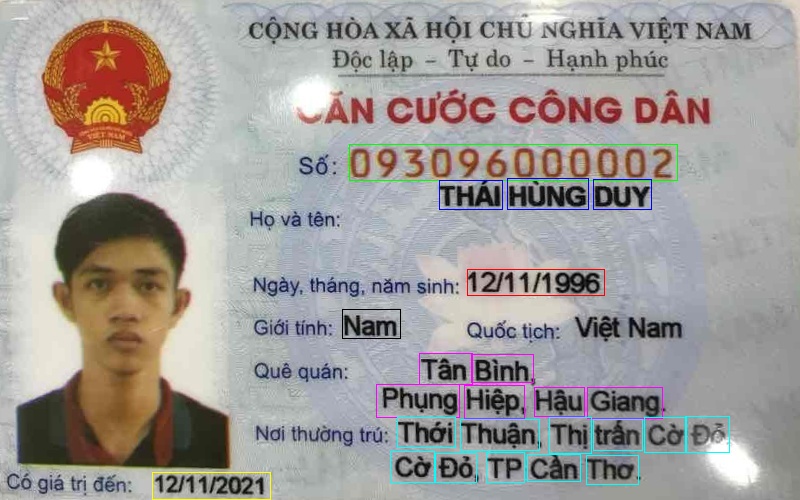 CỘNG HÒA XÃ HỘI CHỦ NGHĨA VIỆT NAM
Độc lập - Tự do - Hạnh phúc
CĂN CƯỚC CÔNG DÂN
Số: 093096000002
THÁI HÙNG DUY
Họ và tên:
Ngày, tháng, năm sinh: 12/11/1996
Giới tính: Nam Quốc tịch: Việt Nam
Quê quán: Tân Bình,
Phụng Hiệp, Hậu Giang.
Nơi thường trú: Thới Thuận, Thị trấn Cờ Đỏ,
Cờ Đỏ, TP Cần Thơ.
Có giá trị đến: 12/11/2021